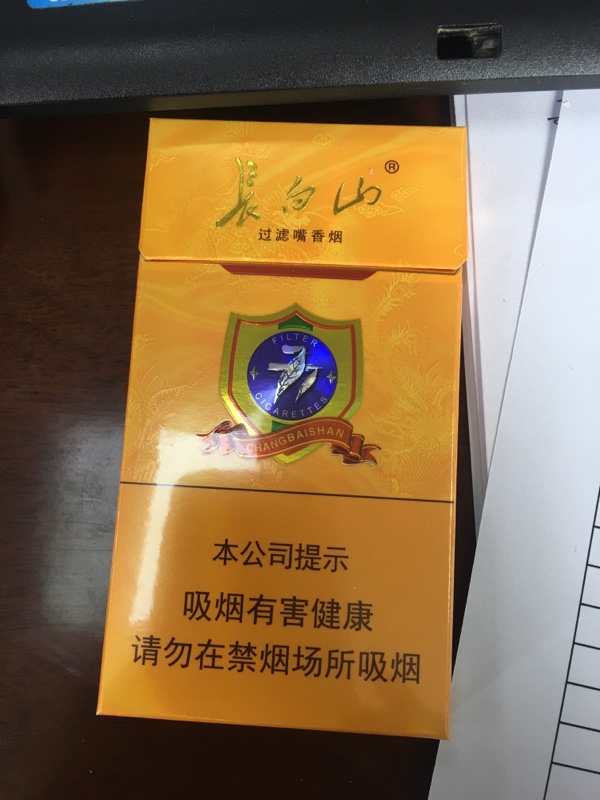 長白山®
过滤嘴香烟
FILTER
CIGARETTES
CHANGBAISHAN
本公司提示
吸烟有害健康
请勿在禁烟场所吸烟